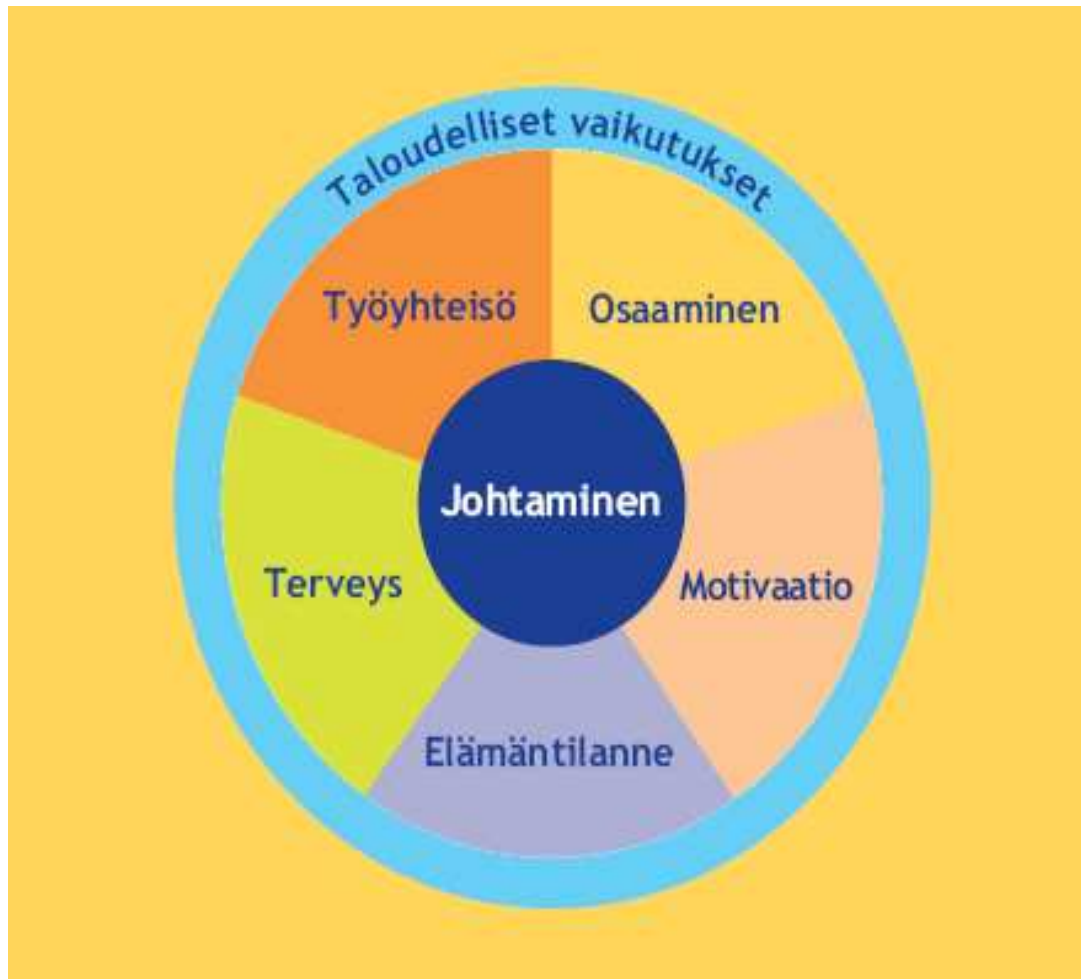 Taloudelliset vaikutukset
Työyhteisö
Osaaminen
Johtaminen
Terveys
Motivaatio
Elämäntilanne